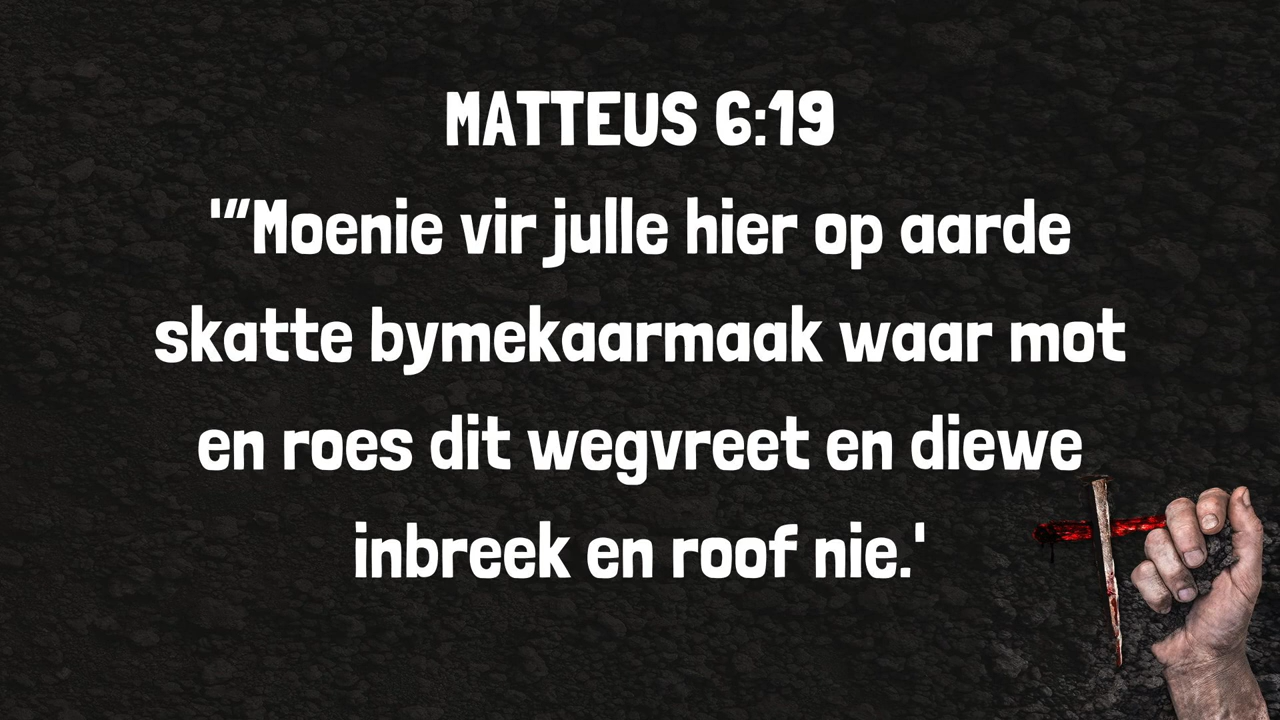 MATTEUS 6:19
'“Moenie vir julle hier op aarde
skatte bymekaarmaak waar mot
en roes dit wegvreet en diewe
inbreek en roof nie.'